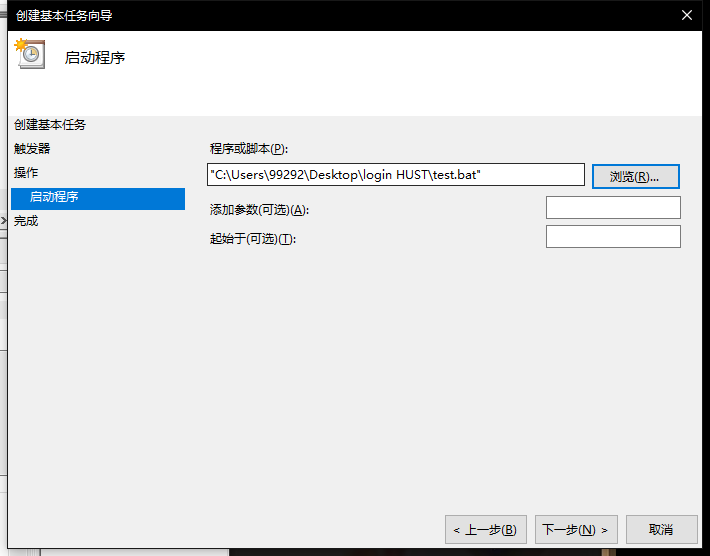 创建基本任务向导
启动程序
创建基本任务
触发器
操作
启动程序
完成
程序或脚本(P):
"C:\Users\99292\Desktop\login HUST\test.bat"
浏览(R)...
添加参数(可选)(A):
起始于(可选)(T):
< 上一步(B)
下一步(N) >
取消